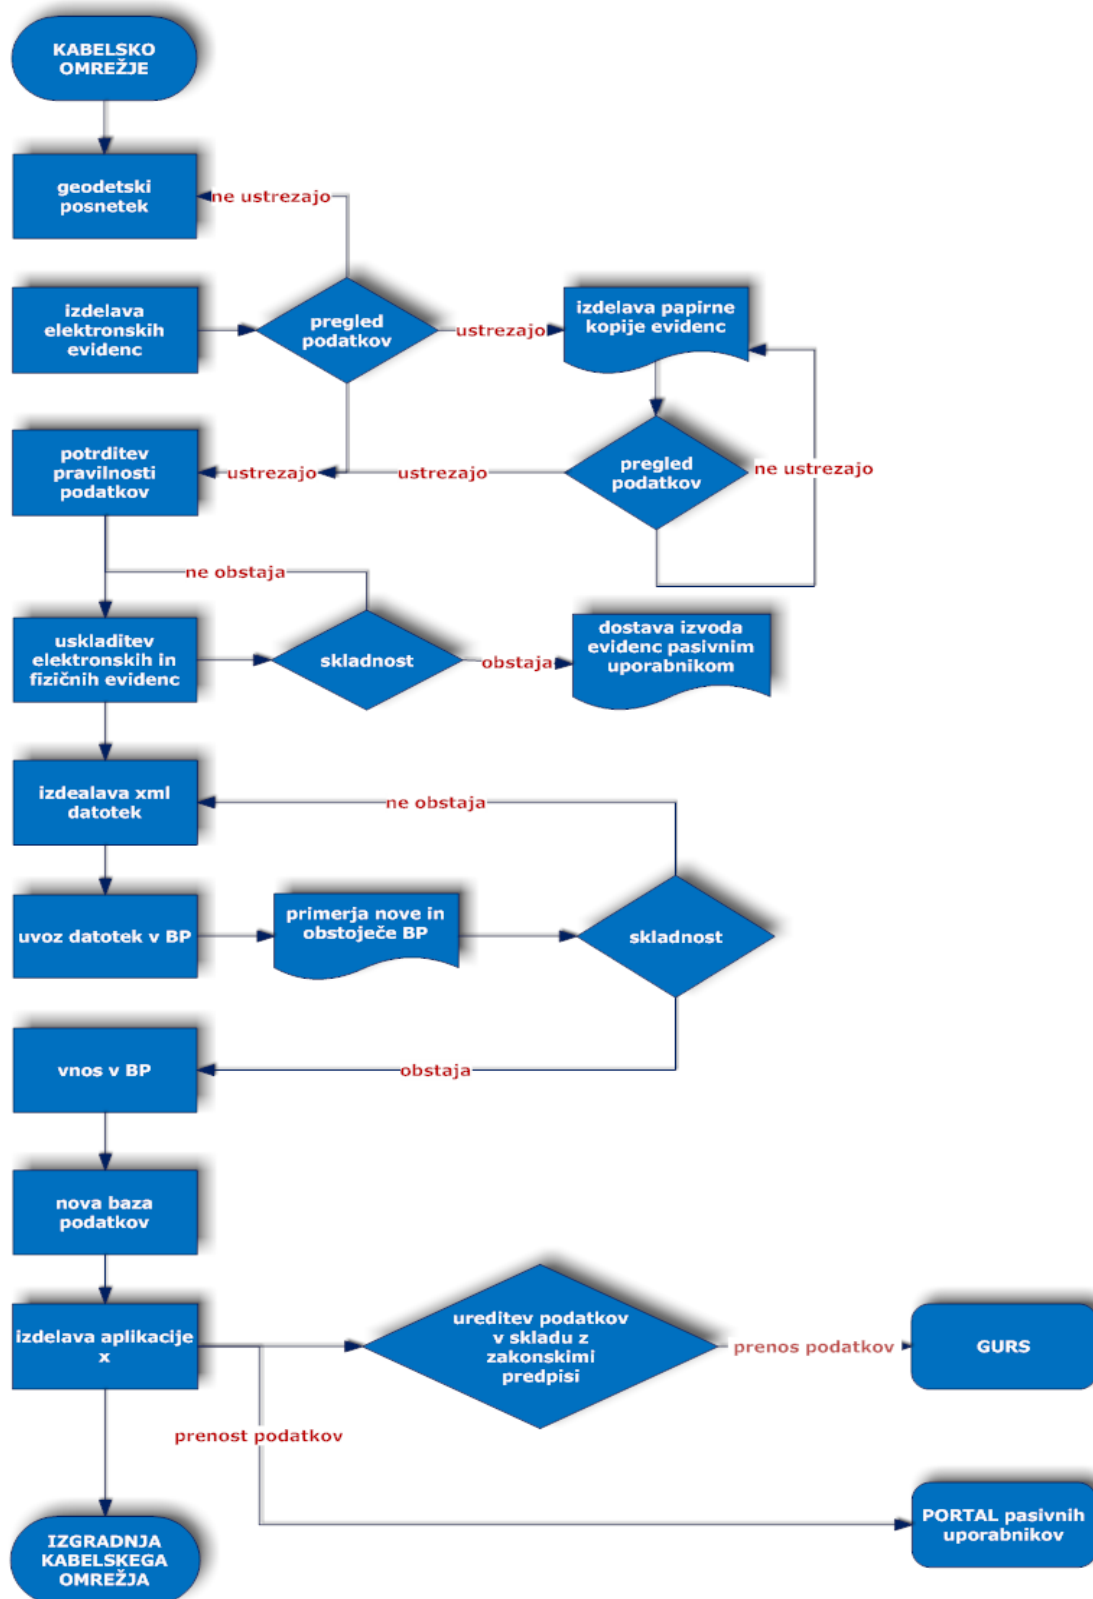 KABELSKO
OMREŽJE
geodetski
posnetek
ne ustrezajo
izdelava
elektronskih
evidenc
pregled
podatkov
ustrezajo
izdelava papirne
kopije evidenc
potrditev
pravilnosti
podatkov
ustrezajo
ustrezajo
pregled
podatkov
ne ustrezajo
ne obstaja
uskladitev
elektronskih in
fizičnih evidenc
skladnost
obstaja
dostava izvoda
evidenc pasivnim
uporabnikom
izdealava xml
datotek
ne obstaja
uvoz datotek v BP
primerja nove in
obstoječe BP
skladnost
vnos v BP
obstaja
nova baza
podatkov
izdelava aplikacije
x
ureditev podatkov
v skladu z
zakonskimi
predpisi
prenos podatkov
GURS
prenost podatkov
PORTAL pasivnih
uporabnikov
IZGRADNJA
KABELSKEGA
OMREŽJA